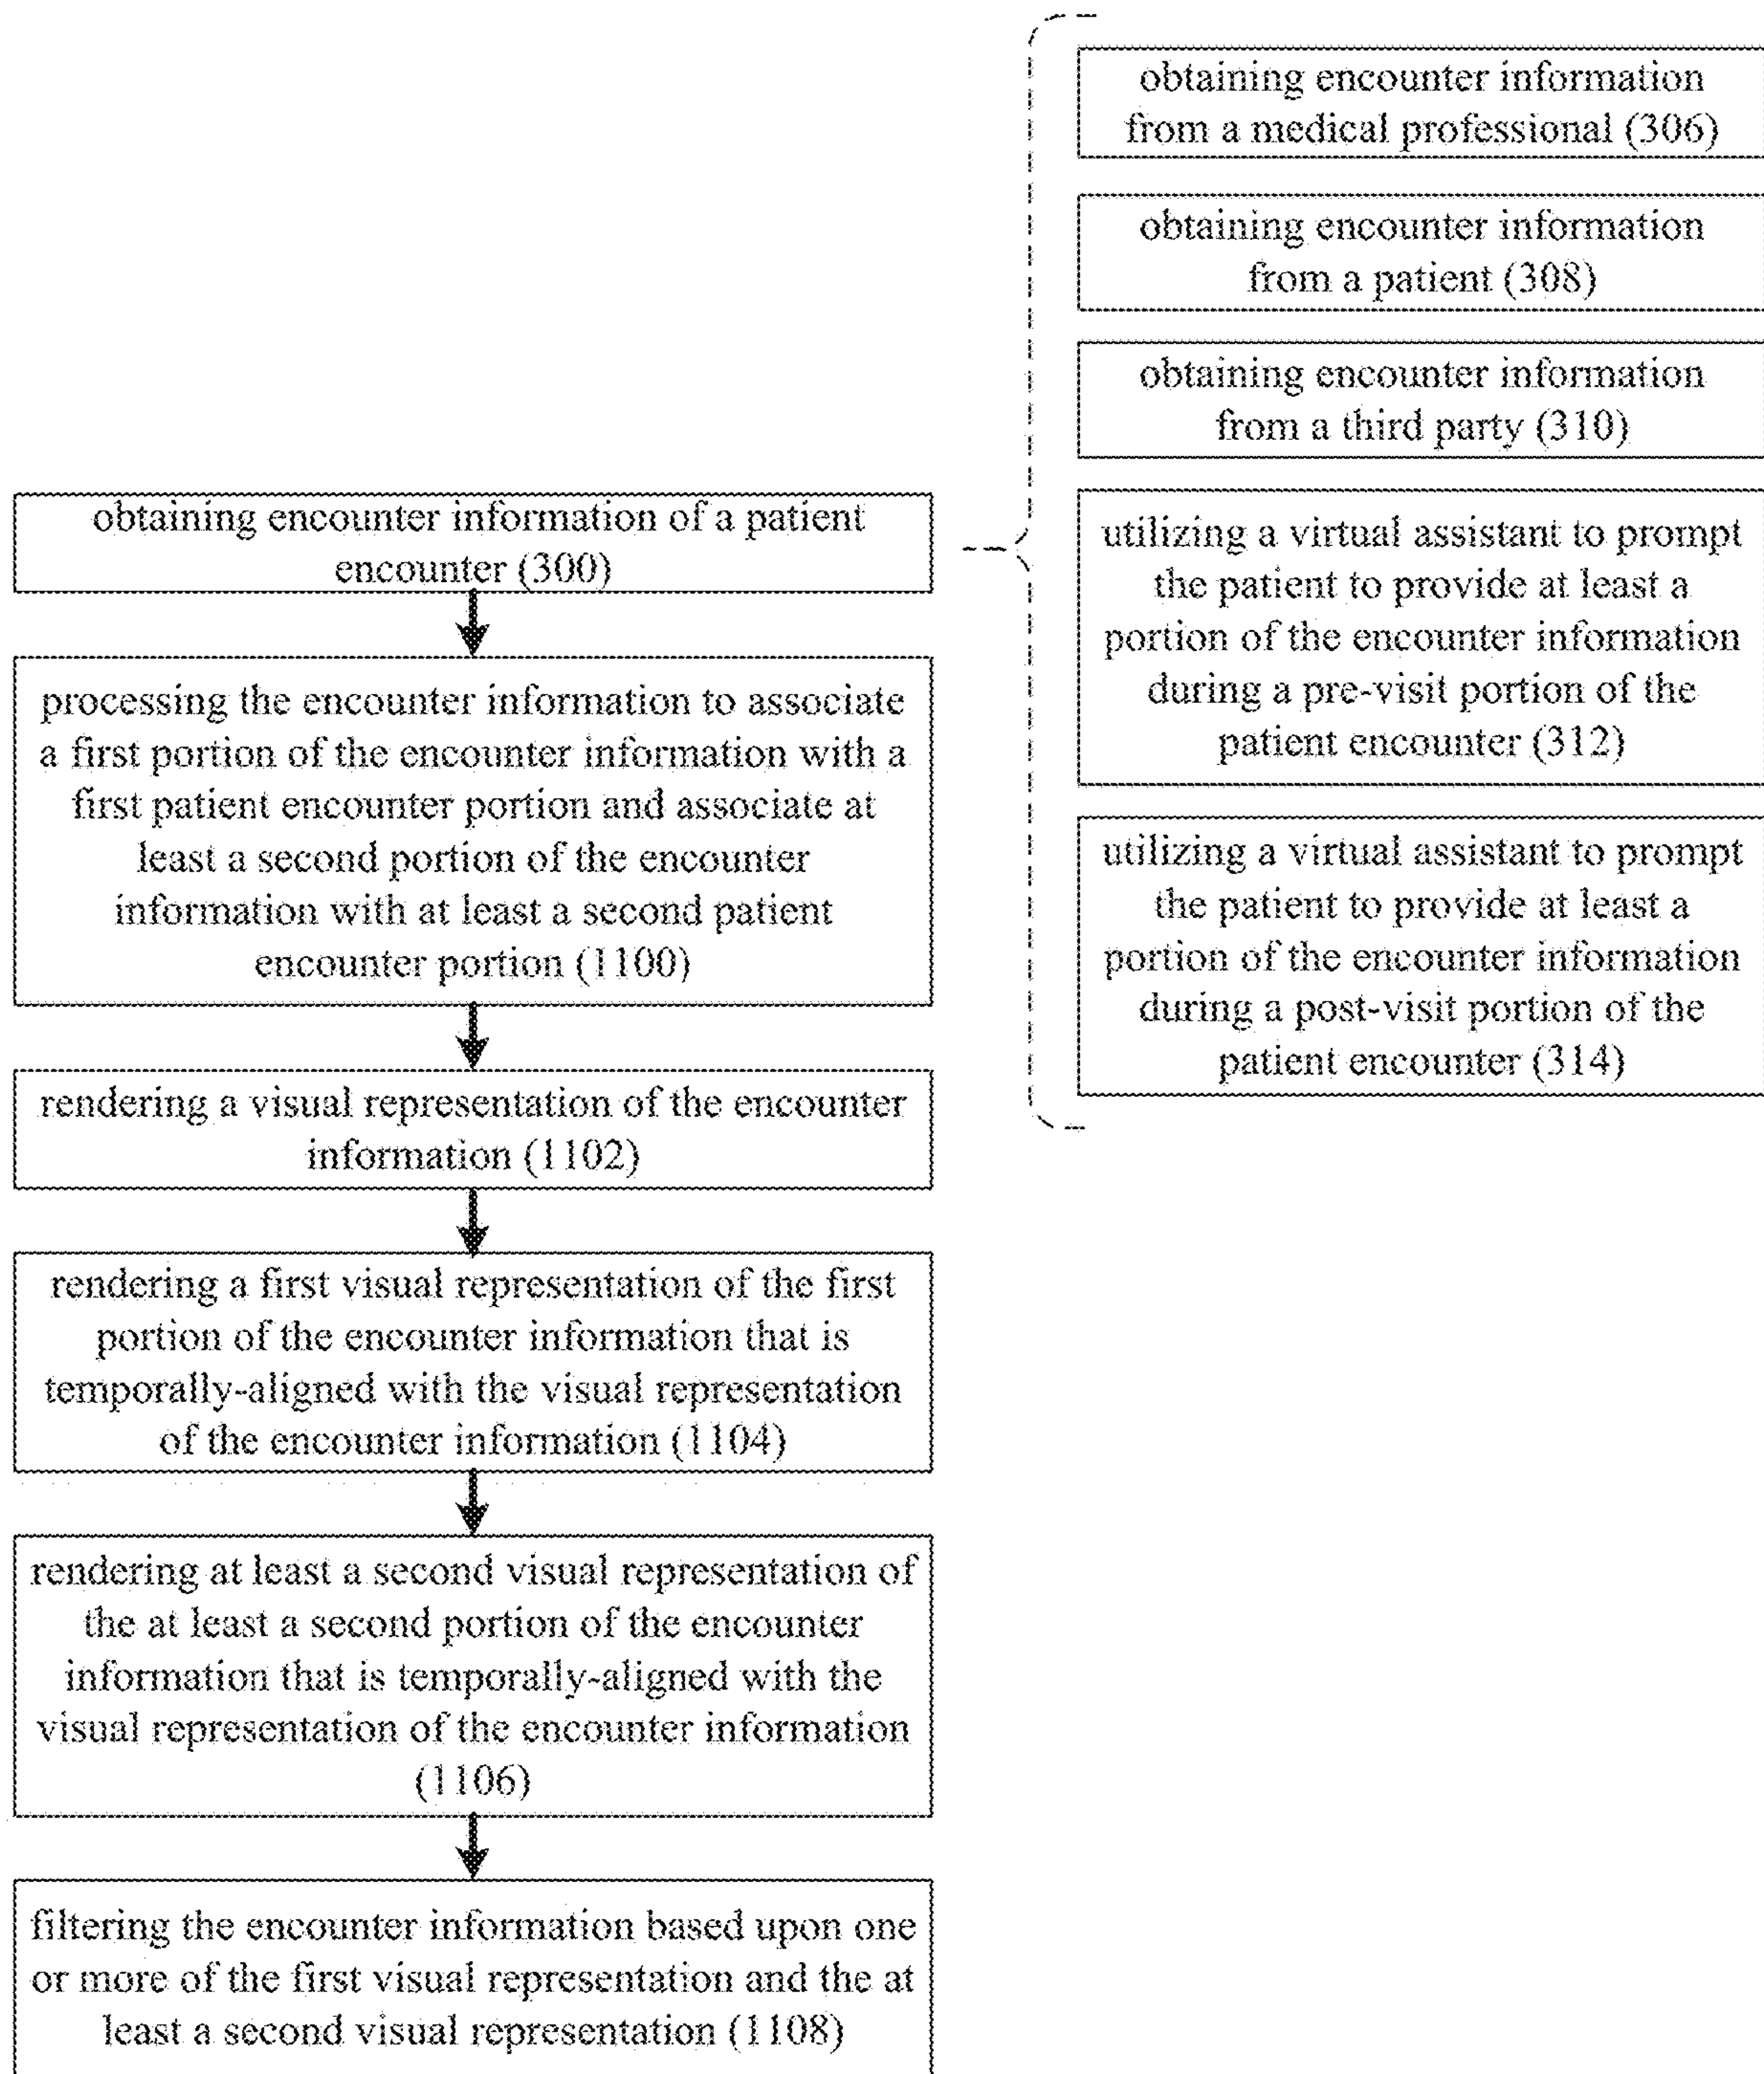 obtaining encounter information of a patient
encounter (300)
processing the encounter information to associate
a first portion of the encounter information with a
first patient encounter portion and associate at
least a second portion of the encounter
information with at least a second patient
encounter portion (1100)
rendering a visual representation of the encounter
information (1102)
rendering a first visual representation of the first
portion of the encounter information that is
temporally-aligned with the visual representation
of the encounter information (1104)
rendering at least a second visual representation of
the at least a second portion of the encounter
information that is temporally-aligned with the
visual representation of the encounter information
(1106)
filtering the encounter information based upon one
or more of the first visual representation and the at
least a second visual representation (1108)
obtaining encounter information
from a medical professional (306)
obtaining encounter information
from a patient (308)
obtaining encounter information
from a third party (310)
utilizing a virtual assistant to prompt
the patient to provide at least a
portion of the encounter information
during a pre-visit portion of the
patient encounter (312)
utilizing a virtual assistant to prompt
the patient to provide at least a
portion of the encounter information
during a post-visit portion of the
patient encounter (314)